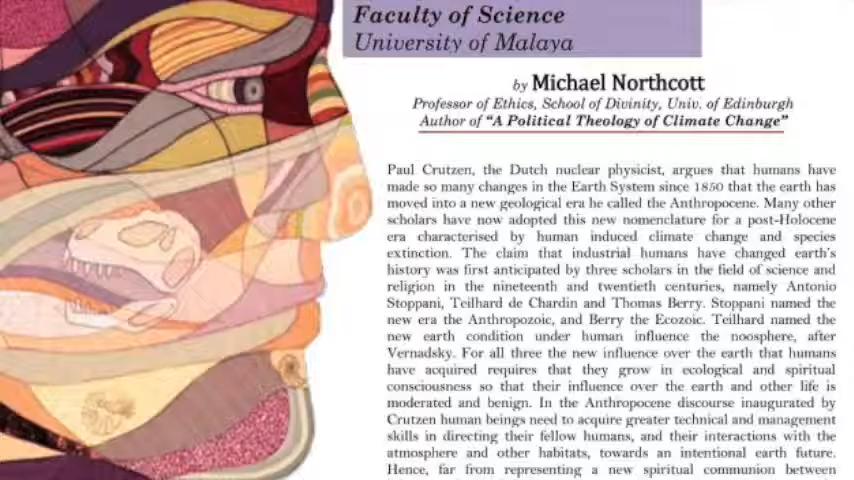 Faculty of Science
University of Malaya
by Michael Northcott
Professor of Ethics, School of Divinity, Univ. of Edinburgh
Author of “A Political Theology of Climate Change”
Paul Crutzen, the Dutch nuclear physicist, argues that humans have
made so many changes in the Earth System since 1850 that the earth has
moved into a new geological era he called the Anthropocene. Many other
scholars have now adopted this new nomenclature for a post-Holocene
era characterised by human induced climate change and species
extinction. The claim that industrial humans have changed earth's
history was first anticipated by three scholars in the field of science and
religion in the nineteenth and twentieth centuries, namely Antonio
Stoppani, Teilhard de Chardin and Thomas Berry. Stoppani named the
new era the Anthropozoic, and Berry the Ecozoic. Teilhard named the
new earth condition under human influence the noosphere, after
Vernadsky. For all three the new influence over the earth that humans
have acquired requires that they grow in ecological and spiritual
consciousness so that their influence over the earth and other life is
moderated and benign. In the Anthropocene discourse inaugurated by
Crutzen human beings need to acquire greater technical and management
skills in directing their fellow humans, and their interactions with the
atmosphere and other habitats, towards an intentional earth future.
Hence, far from representing a new spiritual communion between